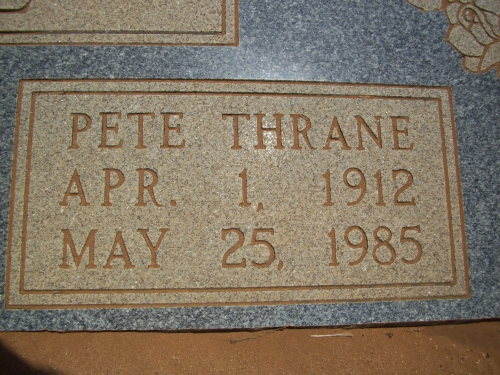 PETE THRANE
APR. 1, 1912
MAY 25, 1985